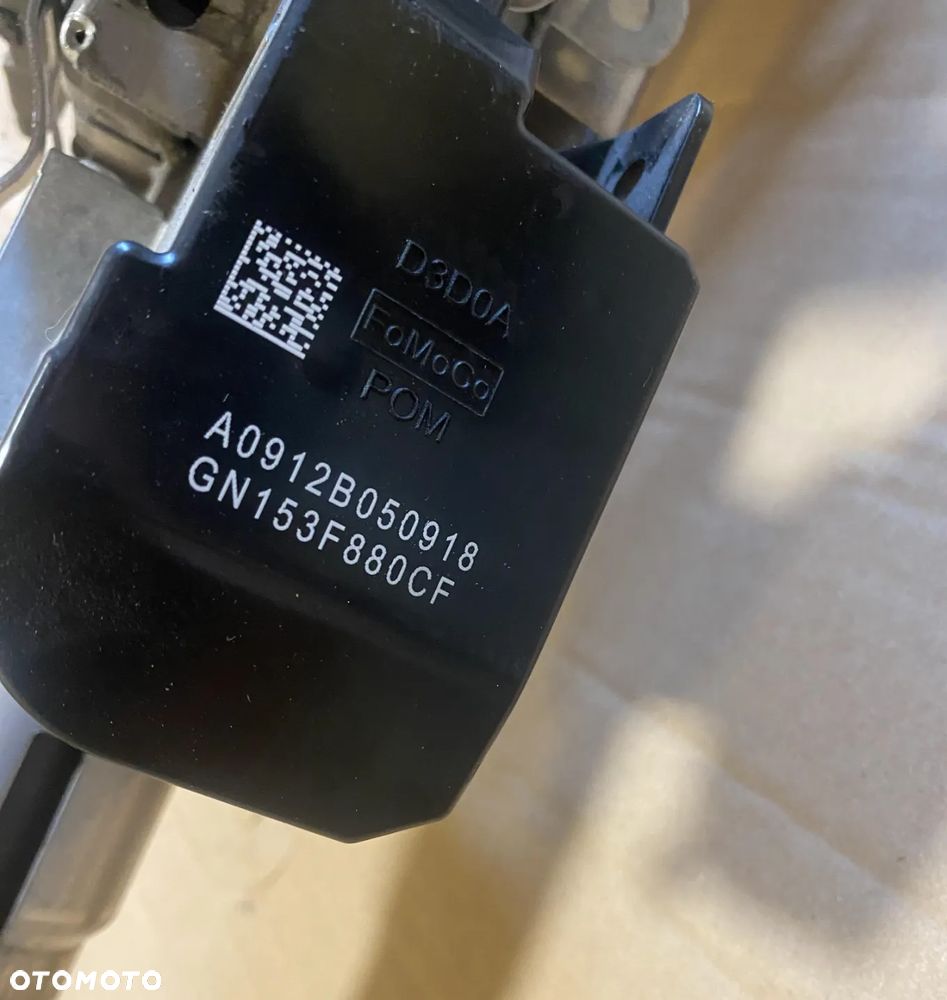 D3D0A
FoMoCo
POM
A0912B050918
GN153F880CF
OTOMOTO